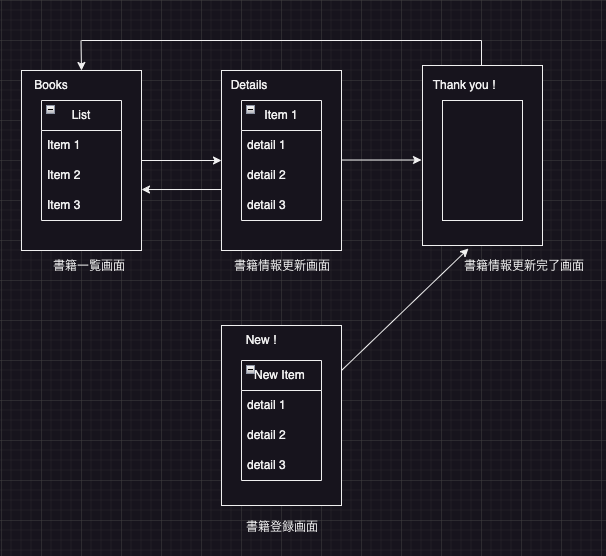 Books
List
Item 1
Item 2
Item 3
書籍一覧画面
Details
Item 1
detail 1
detail 2
detail 3
書籍情報更新画面
Thank you !
書籍情報更新完了画面
New !
New Item
detail 1
detail 2
detail 3
書籍登録画面